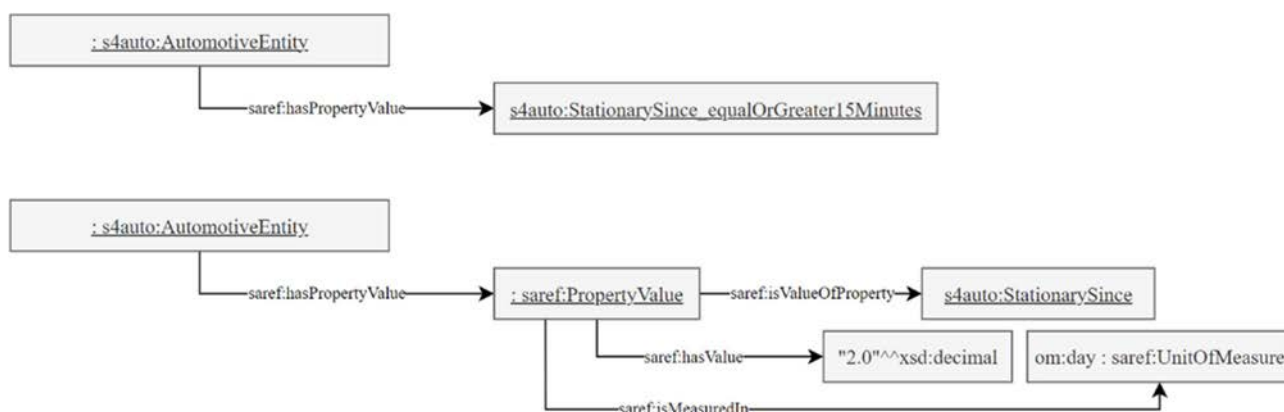 : s4auto:AutomotiveEntity
saref:hasPropertyValue
s4auto:StationarySince_equalOrGreater15Minutes
: s4auto:AutomotiveEntity
saref:hasPropertyValue
: saref:PropertyValue
saref:isValueOfProperty
s4auto:StationarySince
saref:hasValue
"2.0"^^xsd:decimal
om:day : saref:UnitOfMeasure
saref:isMeasuredIn